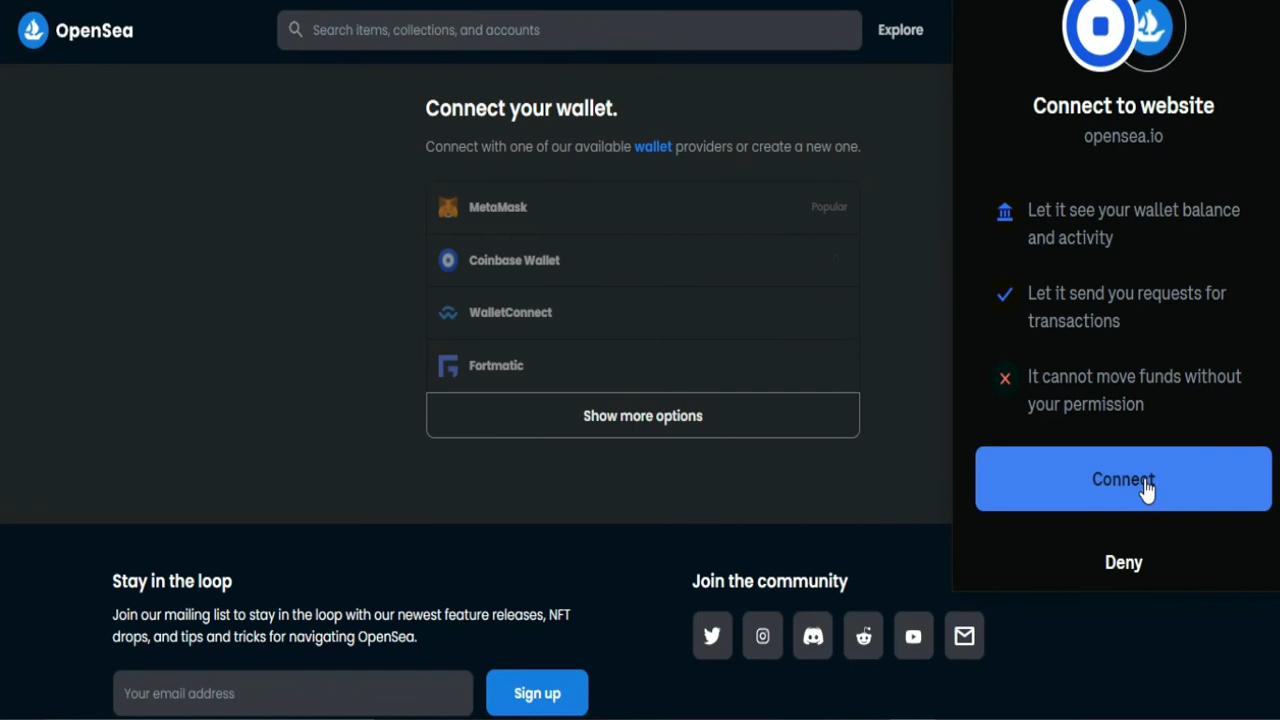 OpenSea
Search items, collections, and accounts
Explore
Connect your wallet.
Connect with one of our available wallet providers or create a new one.
MetaMask
Popular
Coinbase Wallet
WalletConnect
Fortmatic
Show more options
Connect to website
opensea.io
Let it see your wallet balance
and activity
Let it send you requests for
transactions
It cannot move funds without
your permission
Connect
Deny
Stay in the loop
Join our mailing list to stay in the loop with our newest feature releases, NFT
drops, and tips and tricks for navigating OpenSea.
Your email address
Sign up
Join the community